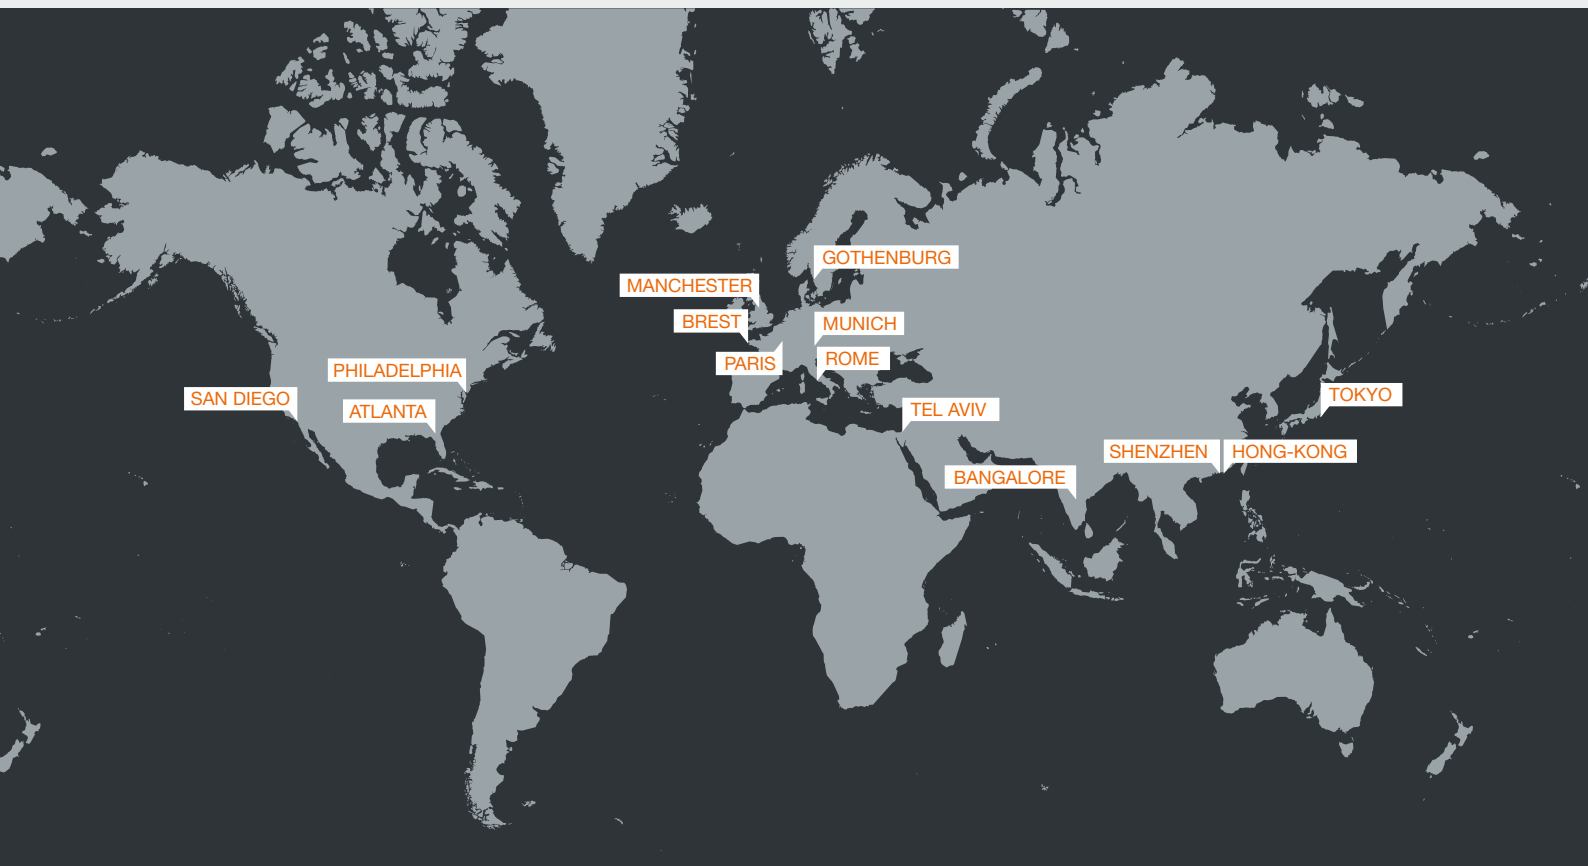 GOTHENBURG
MANCHESTER
BREST
MUNICH
PARIS
ROME
PHILADELPHIA
SAN DIEGO
ATLANTA
TEL AVIV
TOKYO
SHENZHEN
HONG-KONG
BANGALORE